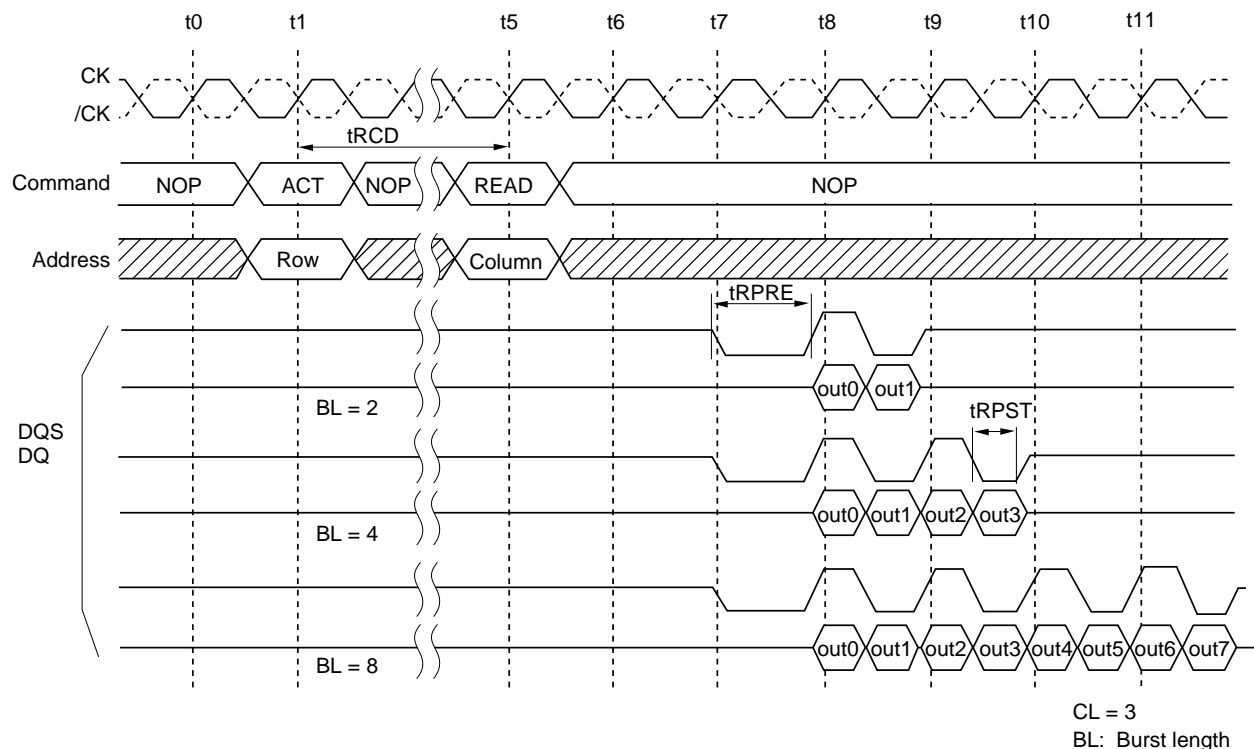 t0 t1 t5 t6 t7 t8 t9 t10 t11
CK
/CK
tRCD
Command NOP ACT NOP READ NOP
Address Row Column
tRPRE
out0 out1
BL = 2
tRPST
DQS
DQ
out0 out1 out2 out3
BL = 4
out0 out1 out2 out3 out4 out5 out6 out7
BL = 8
CL = 3
BL: Burst length